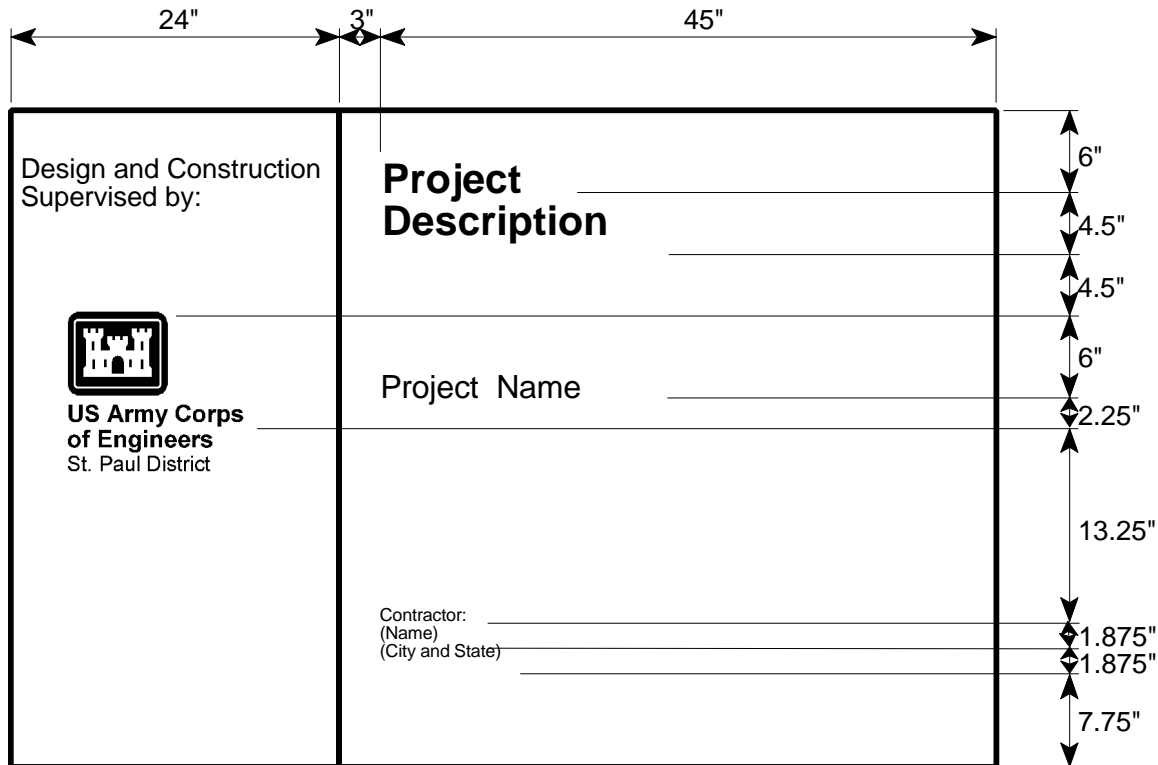 24"
3"
45"
Design and Construction
Supervised by:
Project
Description
6"
4.5"
4.5"
6"
Project Name
2.25"
US Army Corps
of Engineers
St. Paul District
13.25"
Contractor:
(Name)
(City and State)
1.875"
1.875"
7.75"